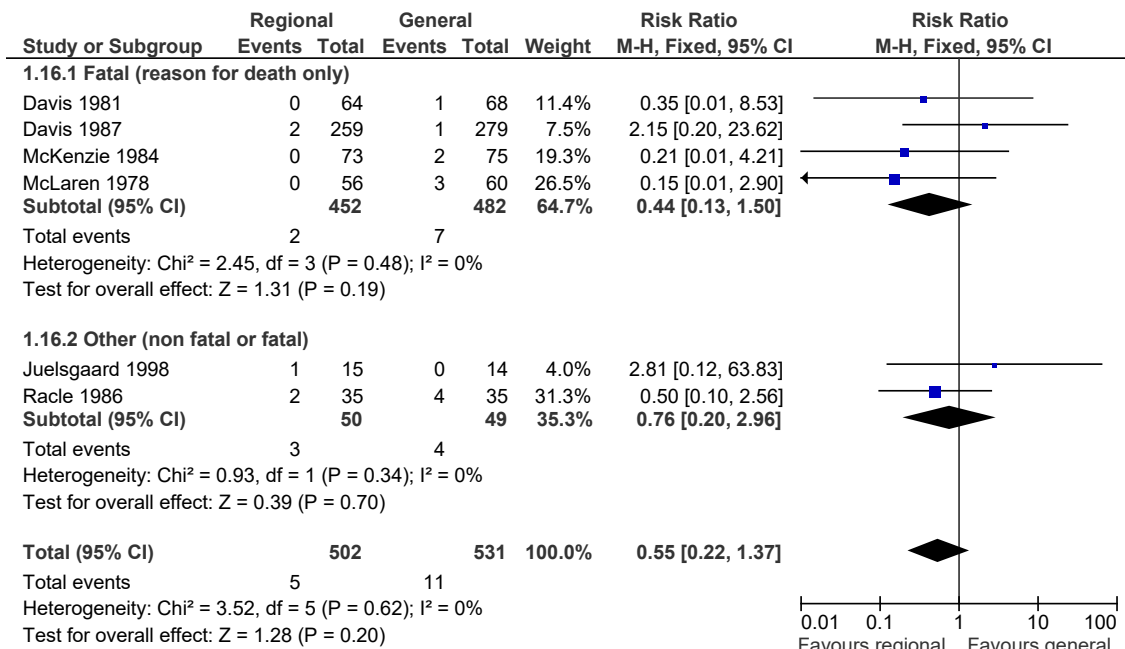 Regional General Risk Ratio Risk Ratio
Study or Subgroup Events Total Events Total Weight M-H, Fixed, 95% CI M-H, Fixed, 95% CI
1.16.1 Fatal (reason for death only)
Davis 1981 0 64 1 68 11.4% 0.35 [0.01, 8.53]
Davis 1987 2 259 1 279 7.5% 2.15 [0.20, 23.62]
McKenzie 1984 0 73 2 75 19.3% 0.21 [0.01, 4.21]
McLaren 1978 0 56 3 60 26.5% 0.15 [0.01, 2.90]
Subtotal (95% CI) 452 482 64.7% 0.44 [0.13, 1.50]
Total events 2 7
Heterogeneity: Chi² = 2.45, df = 3 (P = 0.48); I² = 0%
Test for overall effect: Z = 1.31 (P = 0.19)
1.16.2 Other (non fatal or fatal)
Juelsgaard 1998 1 15 0 14 4.0% 2.81 [0.12, 63.83]
Racle 1986 2 35 4 35 31.3% 0.50 [0.10, 2.56]
Subtotal (95% CI) 50 49 35.3% 0.76 [0.20, 2.96]
Total events 3 4
Heterogeneity: Chi² = 0.93, df = 1 (P = 0.34); I² = 0%
Test for overall effect: Z = 0.39 (P = 0.70)
Total (95% CI) 502 531 100.0% 0.55 [0.22, 1.37]
Total events 5 11
Heterogeneity: Chi² = 3.52, df = 5 (P = 0.62); I² = 0%
Test for overall effect: Z = 1.28 (P = 0.20)
0.01 0.1 1 10 100
Favours regional Favours general